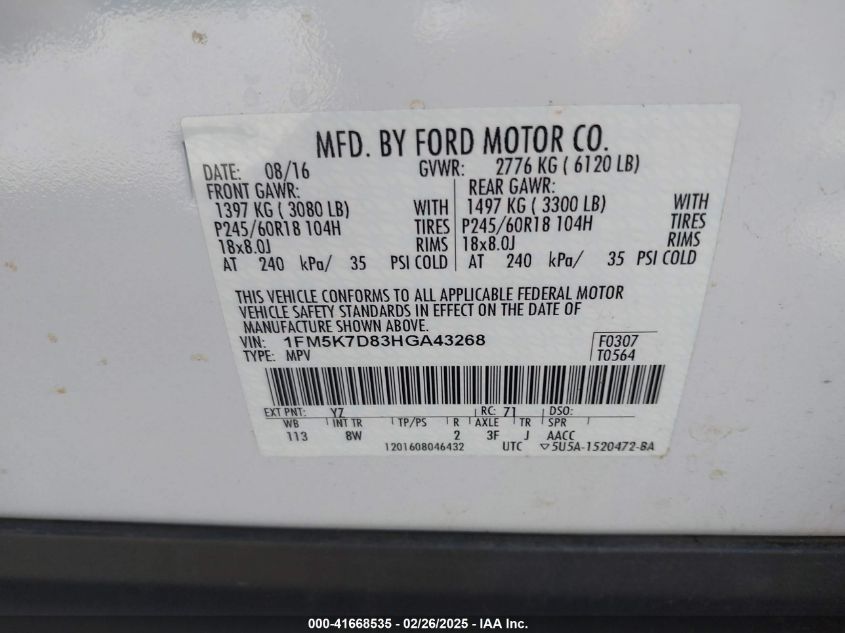 MFD. BY FORD MOTOR CO.
DATE: 08/16 GVWR: 2776 KG ( 6120 LB)
FRONT GAWR: REAR GAWR:
1397 KG ( 3080 LB) WITH 1497 KG ( 3300 LB) WITH
P245/60R18 104H TIRES P245/60R18 104H TIRES
18x8.0J RIMS 18x8.0J RIMS
AT 240 kPa/ 35 PSI COLD AT 240 kPa/ 35 PSI COLD
THIS VEHICLE CONFORMS TO ALL APPLICABLE FEDERAL MOTOR
VEHICLE SAFETY STANDARDS IN EFFECT ON THE DATE OF
MANUFACTURE SHOWN ABOVE.
VIN: 1FM5K7D83HGA43268 F0307
TYPE: MPV T0564
EXT PNT: Y7 RC: 71 DSO:
WB INT TR TP/PS R AXLE TR SPR
113 8W 2 3F J AACC
1201608046432 UTC ▽5U5A-1520472-BA
000-41668535 - 02/26/2025 - IAAI.com